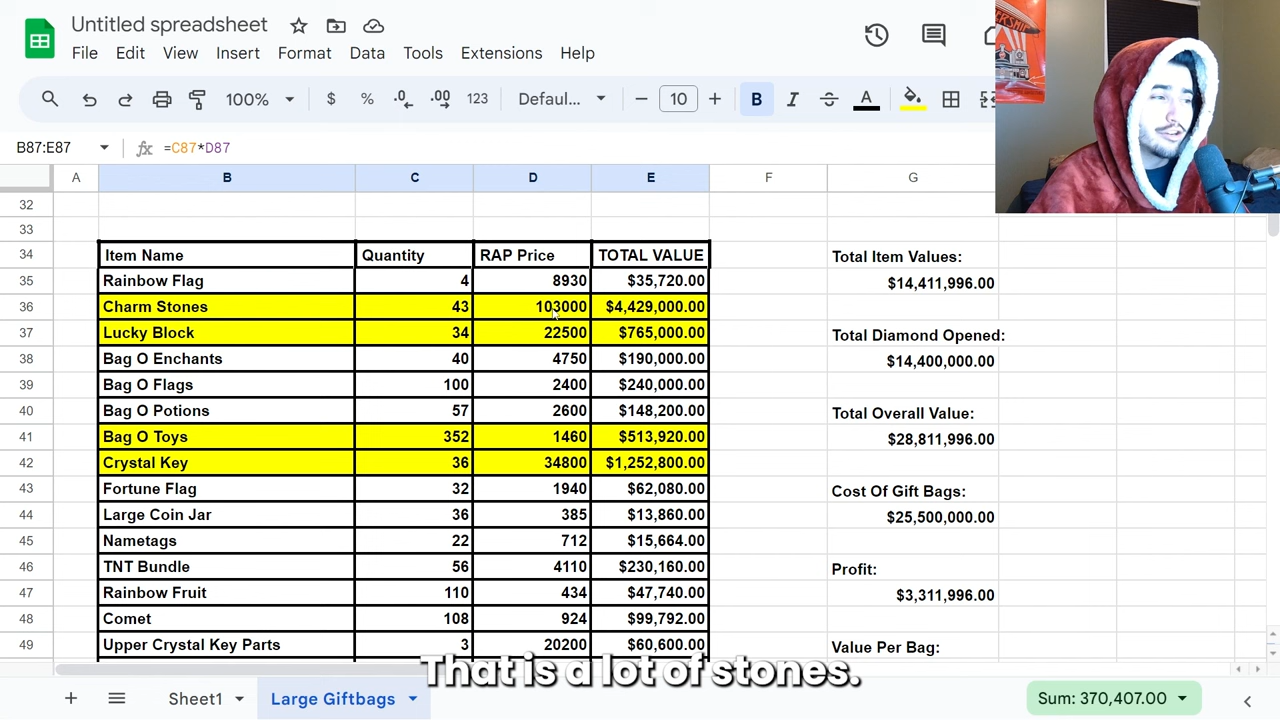 Untitled spreadsheet
File Edit View Insert Format Data Tools Extensions Help
100% $ % .0 .00 123 Defaul... 10 B I A
B87:E87 fx =C87*D87
A B C D E F G
32
33
34 Item Name Quantity RAP Price TOTAL VALUE Total Item Values:
35 Rainbow Flag 4 8930 $35,720.00 $14,411,996.00
36 Charm Stones 43 103000 $4,429,000.00
37 Lucky Block 34 22500 $765,000.00 Total Diamond Opened:
38 Bag O Enchants 40 4750 $190,000.00 $14,400,000.00
39 Bag O Flags 100 2400 $240,000.00
40 Bag O Potions 57 2600 $148,200.00 Total Overall Value:
41 Bag O Toys 352 1460 $513,920.00 $28,811,996.00
42 Crystal Key 36 34800 $1,252,800.00
43 Fortune Flag 32 1940 $62,080.00 Cost Of Gift Bags:
44 Large Coin Jar 36 385 $13,860.00 $25,500,000.00
45 Nametags 22 712 $15,664.00
46 TNT Bundle 56 4110 $230,160.00 Profit:
47 Rainbow Fruit 110 434 $47,740.00 $3,311,996.00
48 Comet 108 924 $99,792.00
49 Upper Crystal Key Parts 3 20200 $60,600.00 Value Per Bag:
That is a lot of stones.
Sheet1 Large Giftbags Sum: 370,407.00